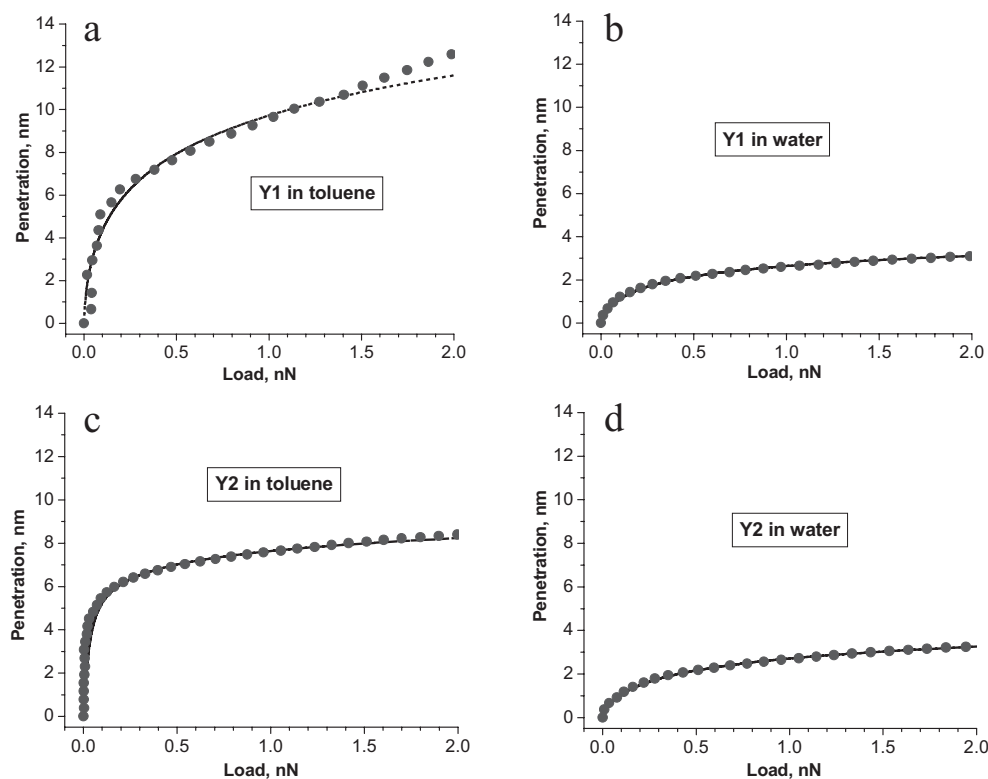 a
14
12
10
8
6
4
2
0
Penetration, nm
Y1 in toluene
0.0 0.5 1.0 1.5 2.0
Load, nN
b
14
12
10
8
6
4
2
0
Penetration, nm
Y1 in water
0.0 0.5 1.0 1.5 2.0
Load, nN
c
14
12
10
8
6
4
2
0
Penetration, nm
Y2 in toluene
0.0 0.5 1.0 1.5 2.0
Load, nN
d
14
12
10
8
6
4
2
0
Penetration, nm
Y2 in water
0.0 0.5 1.0 1.5 2.0
Load, nN